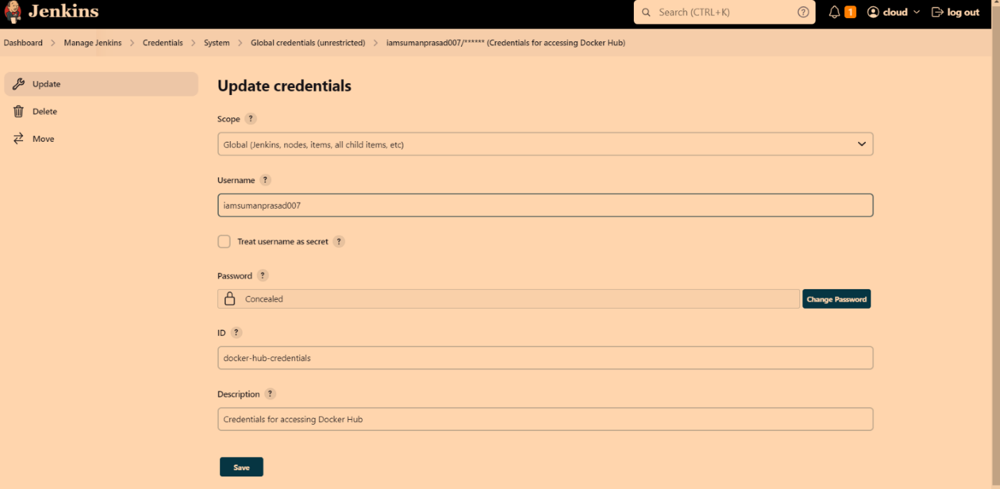 Jenkins
Search (CTRL+K)
?
1
cloud
log out
Dashboard > Manage Jenkins > Credentials > System > Global credentials (unrestricted) > iamsumanprasad007/****** (Credentials for accessing Docker Hub)
Update
Delete
Move
Update credentials
Scope ?
Global (Jenkins, nodes, items, all child items, etc)
Username ?
iamsumanprasad007
Treat username as secret ?
Password ?
Concealed
Change Password
ID ?
docker-hub-credentials
Description ?
Credentials for accessing Docker Hub
Save